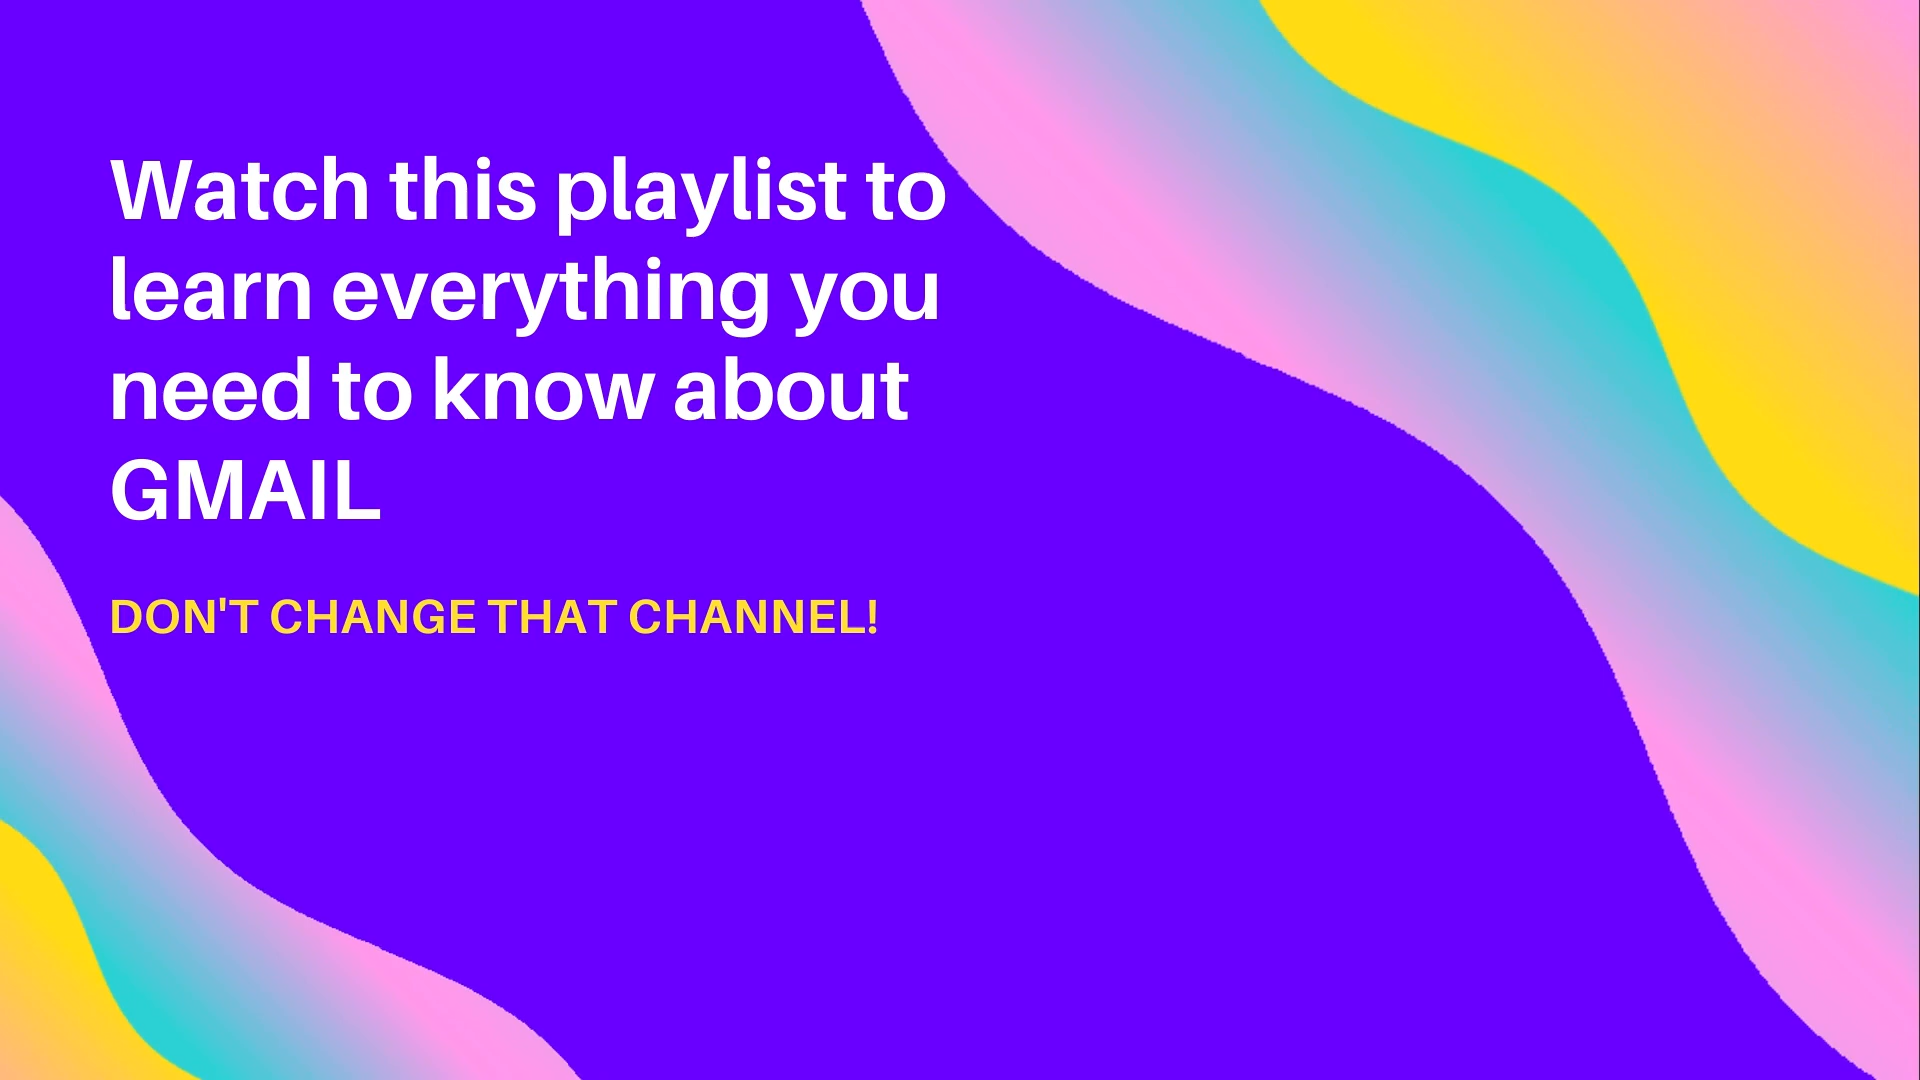 Watch this playlist to
learn everything you
need to know about
GMAIL
DON'T CHANGE THAT CHANNEL!